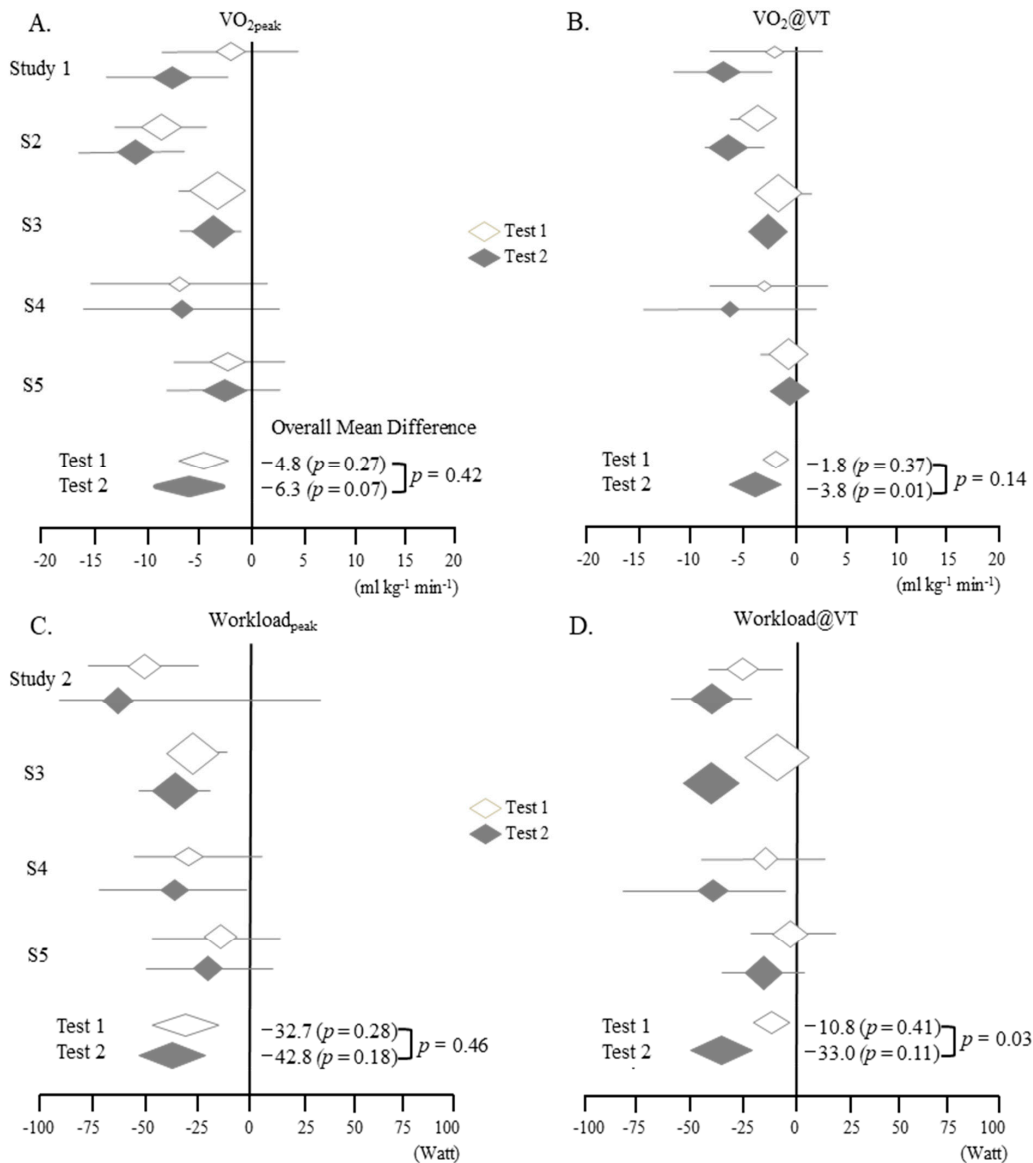 A. VO2peak
Study 1
S2
S3
S4
S5
Overall Mean Difference
Test 1 −4.8 (p = 0.27)
Test 2 −6.3 (p = 0.07)
p = 0.42
-20 -15 -10 -5 0 5 10 15 20
(ml kg-1 min-1)
B. VO2@VT
Test 1
Test 2
Test 1 −1.8 (p = 0.37)
Test 2 −3.8 (p = 0.01)
p = 0.14
-20 -15 -10 -5 0 5 10 15 20
(ml kg-1 min-1)
C. Workloadpeak
Study 2
S3
S4
S5
Test 1 −32.7 (p = 0.28)
Test 2 −42.8 (p = 0.18)
p = 0.46
-100 -75 -50 -25 0 25 50 75 100
(Watt)
D. Workload@VT
Test 1
Test 2
Test 1 −10.8 (p = 0.41)
Test 2 −33.0 (p = 0.11)
p = 0.03
-100 -75 -50 -25 0 25 50 75 100
(Watt)